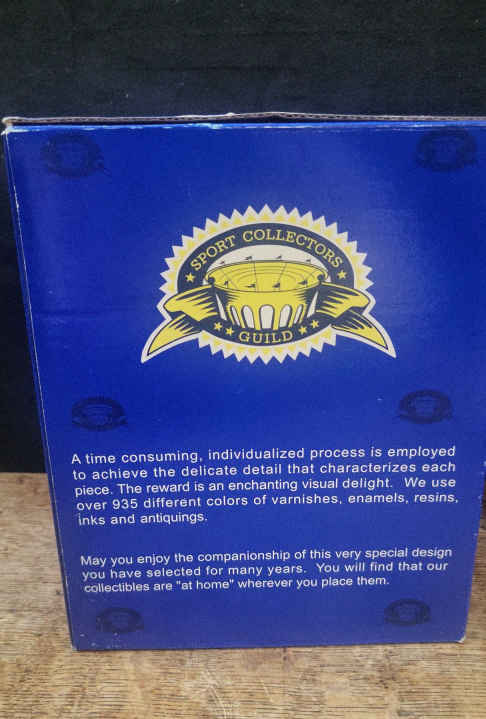 SPORT COLLECTORS
GUILD
A time consuming, individualized process is employed
to achieve the delicate detail that characterizes each
piece. The reward is an enchanting visual delight. We use
over 935 different colors of varnishes, enamels, resins,
inks and antiquings.
May you enjoy the companionship of this very special design
you have selected for many years. You will find that our
collectibles are "at home" wherever you place them.